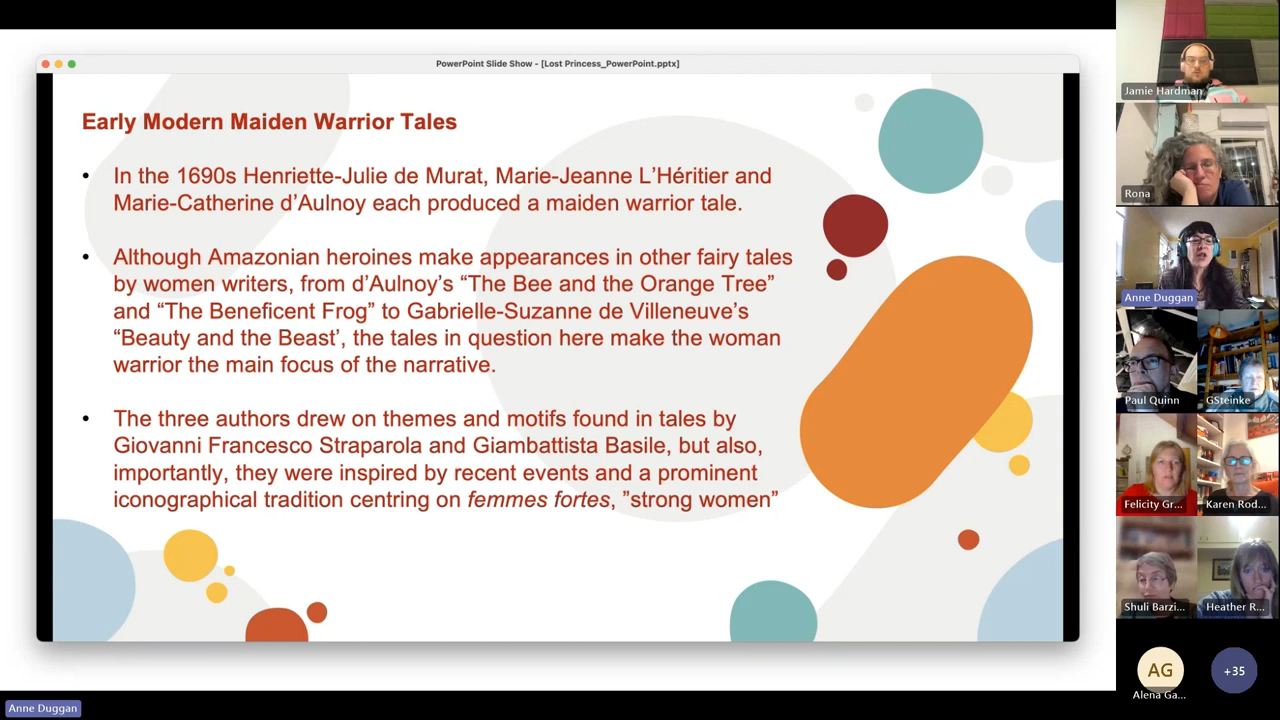 PowerPoint Slide Show - [Lost Princess_PowerPoint.pptx]
Early Modern Maiden Warrior Tales
• In the 1690s Henriette-Julie de Murat, Marie-Jeanne L’Héritier and
Marie-Catherine d’Aulnoy each produced a maiden warrior tale.
• Although Amazonian heroines make appearances in other fairy tales
by women writers, from d’Aulnoy’s “The Bee and the Orange Tree”
and “The Beneficent Frog” to Gabrielle-Suzanne de Villeneuve’s
“Beauty and the Beast’, the tales in question here make the woman
warrior the main focus of the narrative.
• The three authors drew on themes and motifs found in tales by
Giovanni Francesco Straparola and Giambattista Basile, but also,
importantly, they were inspired by recent events and a prominent
iconographical tradition centring on femmes fortes, ”strong women”
Jamie Hardman
Rona
Anne Duggan
Paul Quinn
GSteinke
Felicity Gr...
Karen Rod...
Shuli Barzi...
Heather R...
AG
Alena Ga...
+35
Anne Duggan